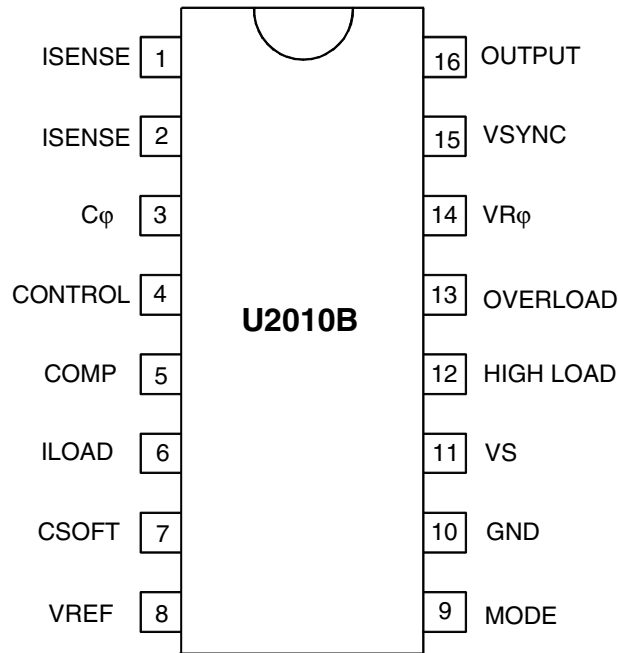 ISENSE 1 16 OUTPUT
ISENSE 2 15 VSYNC
Cφ 3 14 VRφ
CONTROL 4 13 OVERLOAD
U2010B
COMP 5 12 HIGH LOAD
ILOAD 6 11 VS
CSOFT 7 10 GND
VREF 8 9 MODE